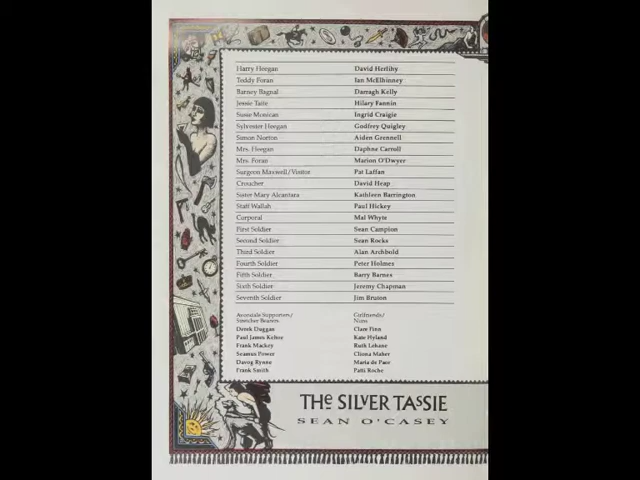 Harry Heegan David Herlihy
Teddy Foran Ian McElhinney
Barney Bagnal Darragh Kelly
Jessie Taite Hilary Fannin
Susie Monican Ingrid Craigie
Sylvester Heegan Godfrey Quigley
Simon Norton Aiden Grennell
Mrs. Heegan Daphne Carroll
Mrs. Foran Marion O'Dwyer
Surgeon Maxwell/Visitor Pat Laffan
Croucher David Heap
Sister Mary Alcantara Kathleen Barrington
Staff Wallah Paul Hickey
Corporal Mal Whyte
First Soldier Sean Campion
Second Soldier Sean Rocks
Third Soldier Alan Archbold
Fourth Soldier Peter Holmes
Fifth Soldier Barry Barnes
Sixth Soldier Jeremy Chapman
Seventh Soldier Jim Bruton
Avondale Supporters/ Girlfriends/
Stretcher Bearers Nuns
Derek Duggan Clare Finn
Paul James Keltor Kate Hyland
Frank Mackey Ruth Lehane
Seamus Power Cliona Maher
Davog Rynne Maria de Paor
Frank Smith Patti Roche
THE SILVER TASSIE
SEAN O'CASEY